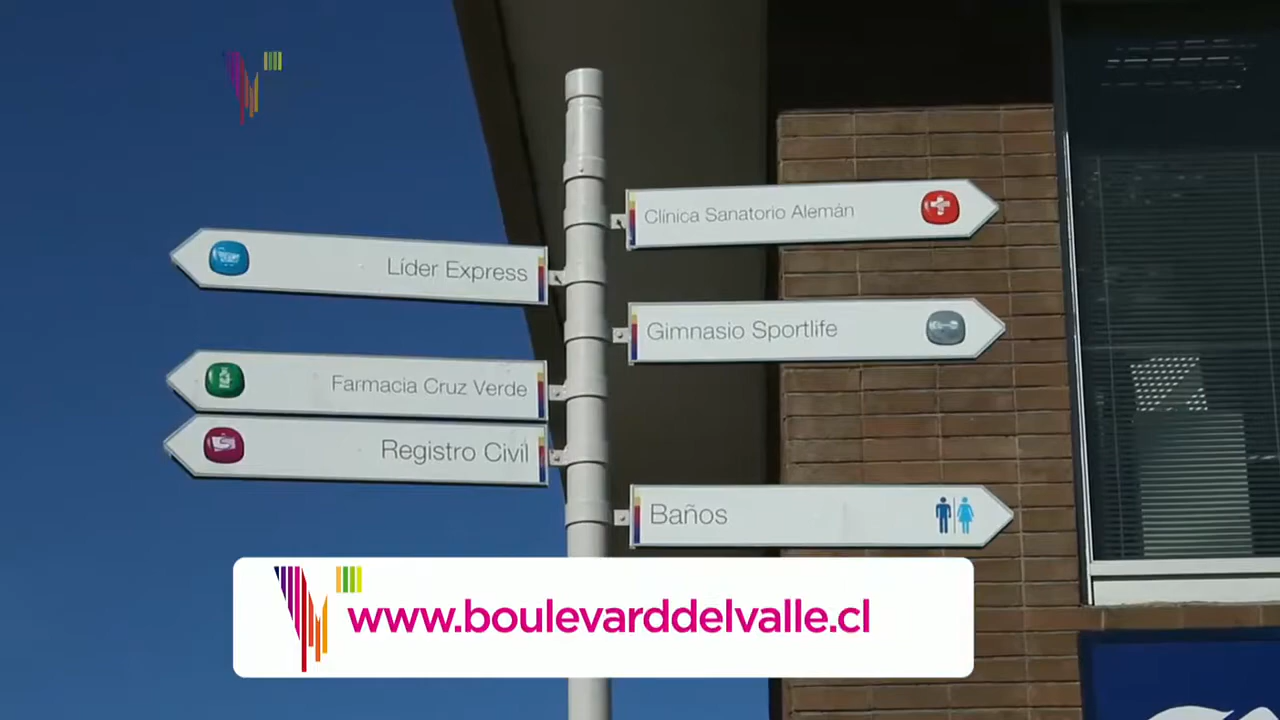 Clínica Sanatorio Alemán
Líder Express
Gimnasio Sportlife
Farmacia Cruz Verde
Registro Civil
Baños
www.boulevarddelvalle.cl